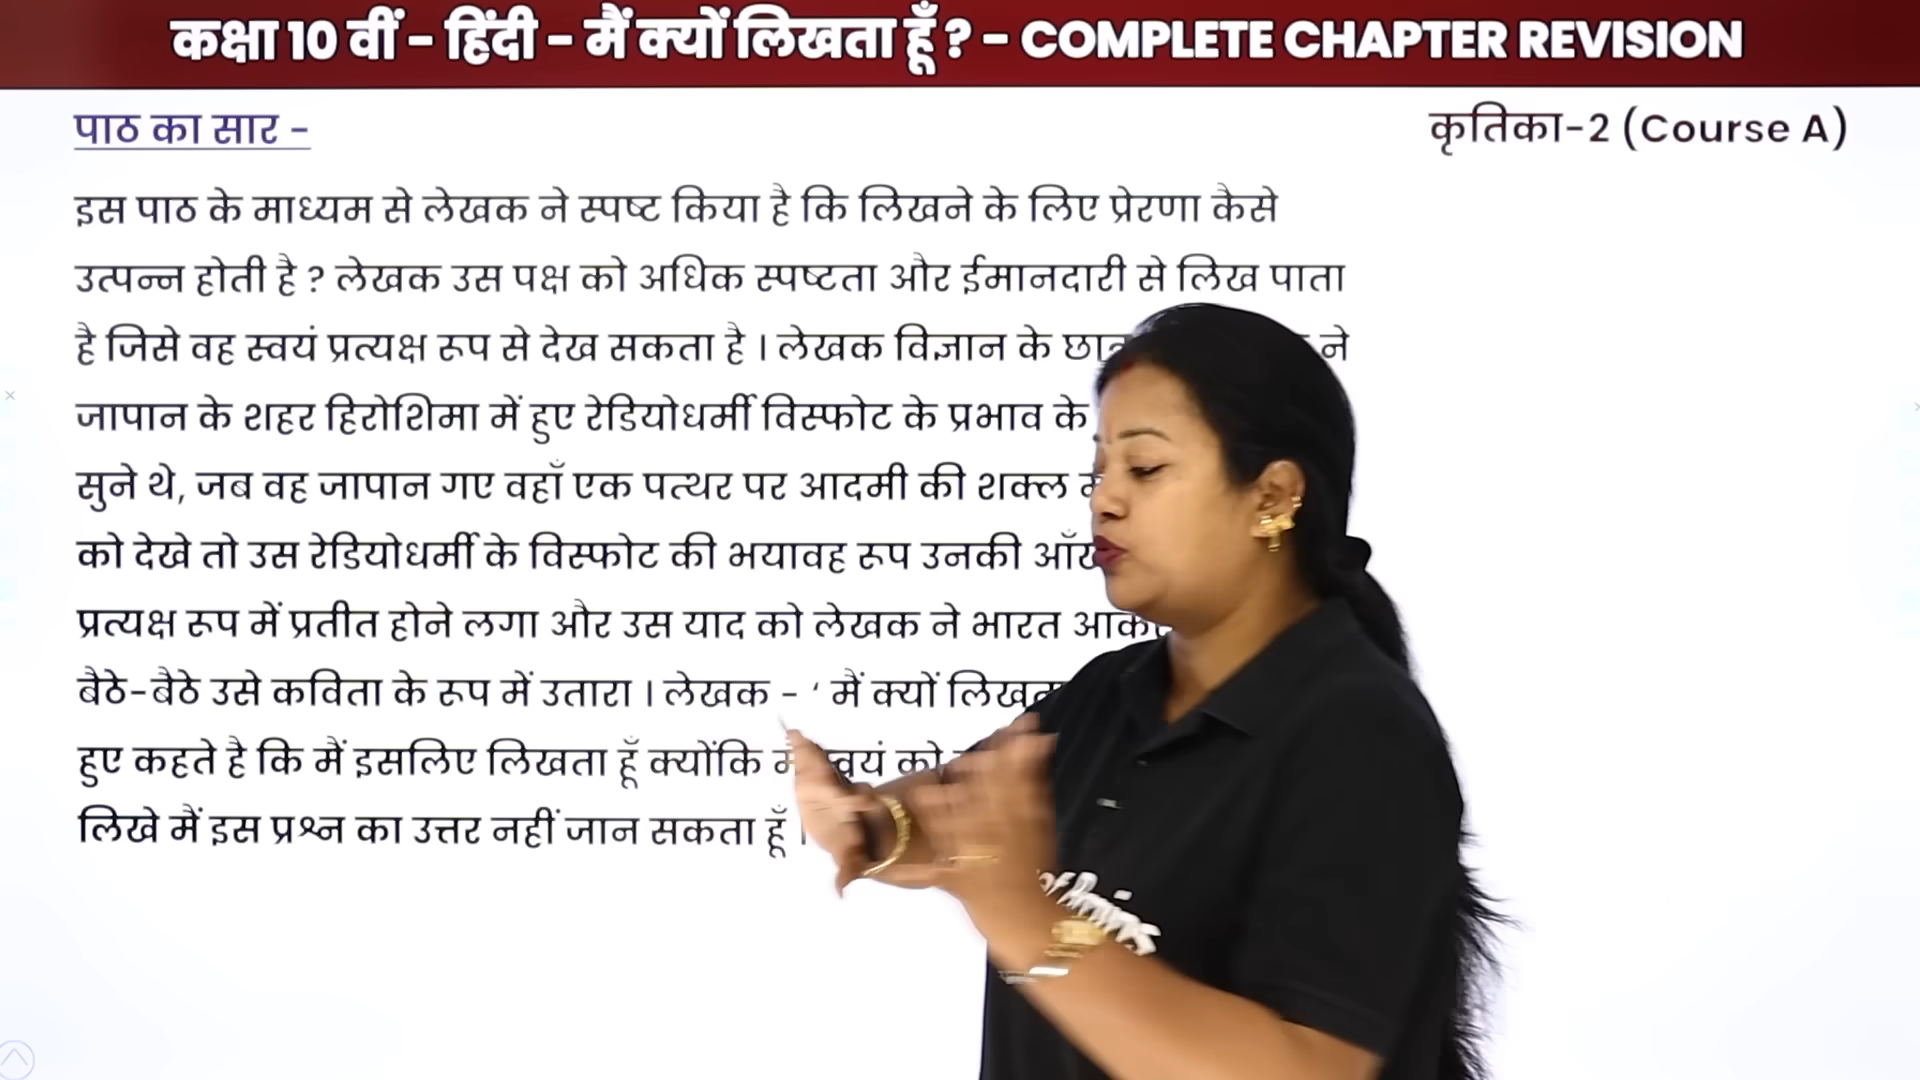 कक्षा 10 वीं – हिंदी – मैं क्यों लिखता हूँ ? – COMPLETE CHAPTER REVISION
पाठ का सार –
कृतिका-2 (Course A)
इस पाठ के माध्यम से लेखक ने स्पष्ट किया है कि लिखने के लिए प्रेरणा कैसे
उत्पन्न होती है ? लेखक उस पक्ष को अधिक स्पष्टता और ईमानदारी से लिख पाता
है जिसे वह स्वयं प्रत्यक्ष रूप से देख सकता है । लेखक विज्ञान के ने
जापान के शहर हिरोशिमा में हुए रेडियोधर्मी विस्फोट के प्रभाव के
सुने थे, जब वह जापान गए वहाँ एक पत्थर पर आदमी की शक्ल
को देखे तो उस रेडियोधर्मी के विस्फोट की भयावह रूप उनकी
प्रत्यक्ष रूप में प्रतीत होने लगा और उस याद को लेखक ने भारत
बैठे-बैठे उसे कविता के रूप में उतारा । लेखक - ‘ मैं क्यों
हुए कहते है कि मैं इसलिए लिखता हूँ क्योंकि को
लिखे मैं इस प्रश्न का उत्तर नहीं जान सकता हूँ ।